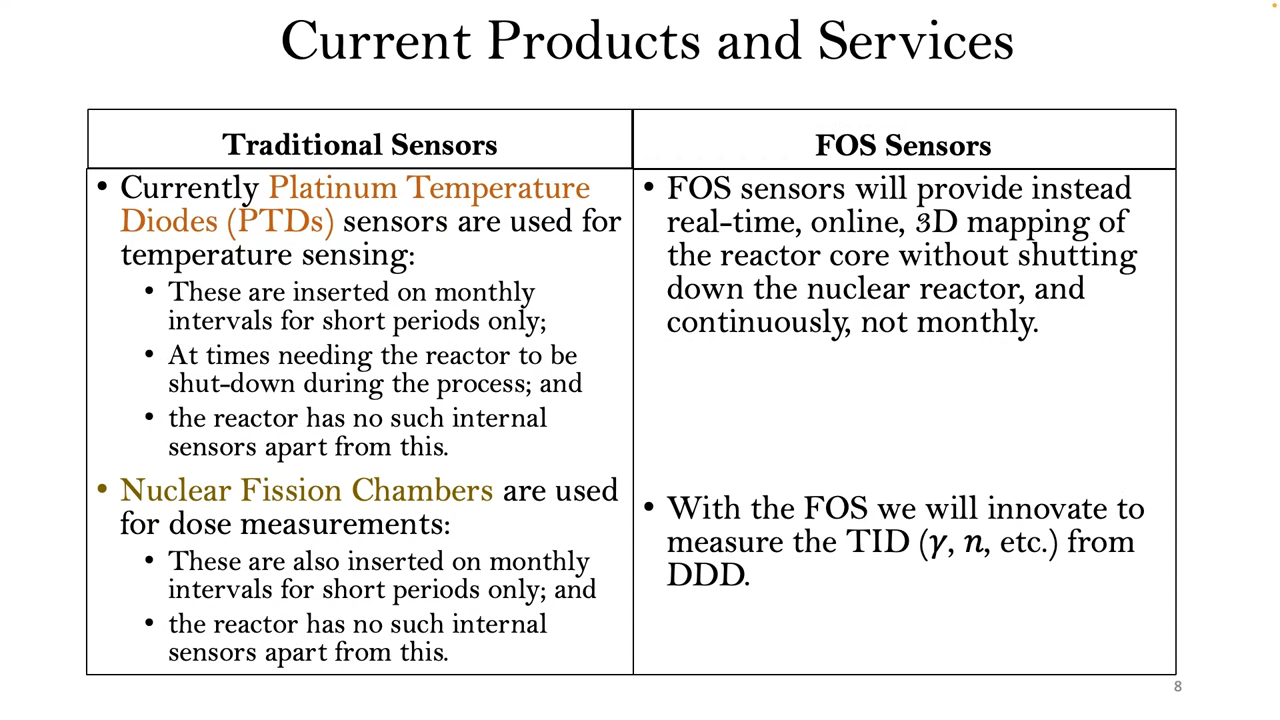 Current Products and Services
Traditional Sensors
• Currently Platinum Temperature
Diodes (PTDs) sensors are used for
temperature sensing:
• These are inserted on monthly
intervals for short periods only;
• At times needing the reactor to be
shut-down during the process; and
• the reactor has no such internal
sensors apart from this.
• Nuclear Fission Chambers are used
for dose measurements:
• These are also inserted on monthly
intervals for short periods only; and
• the reactor has no such internal
sensors apart from this.
FOS Sensors
• FOS sensors will provide instead
real-time, online, 3D mapping of
the reactor core without shutting
down the nuclear reactor, and
continuously, not monthly.
• With the FOS we will innovate to
measure the TID (γ, n, etc.) from
DDD.
8